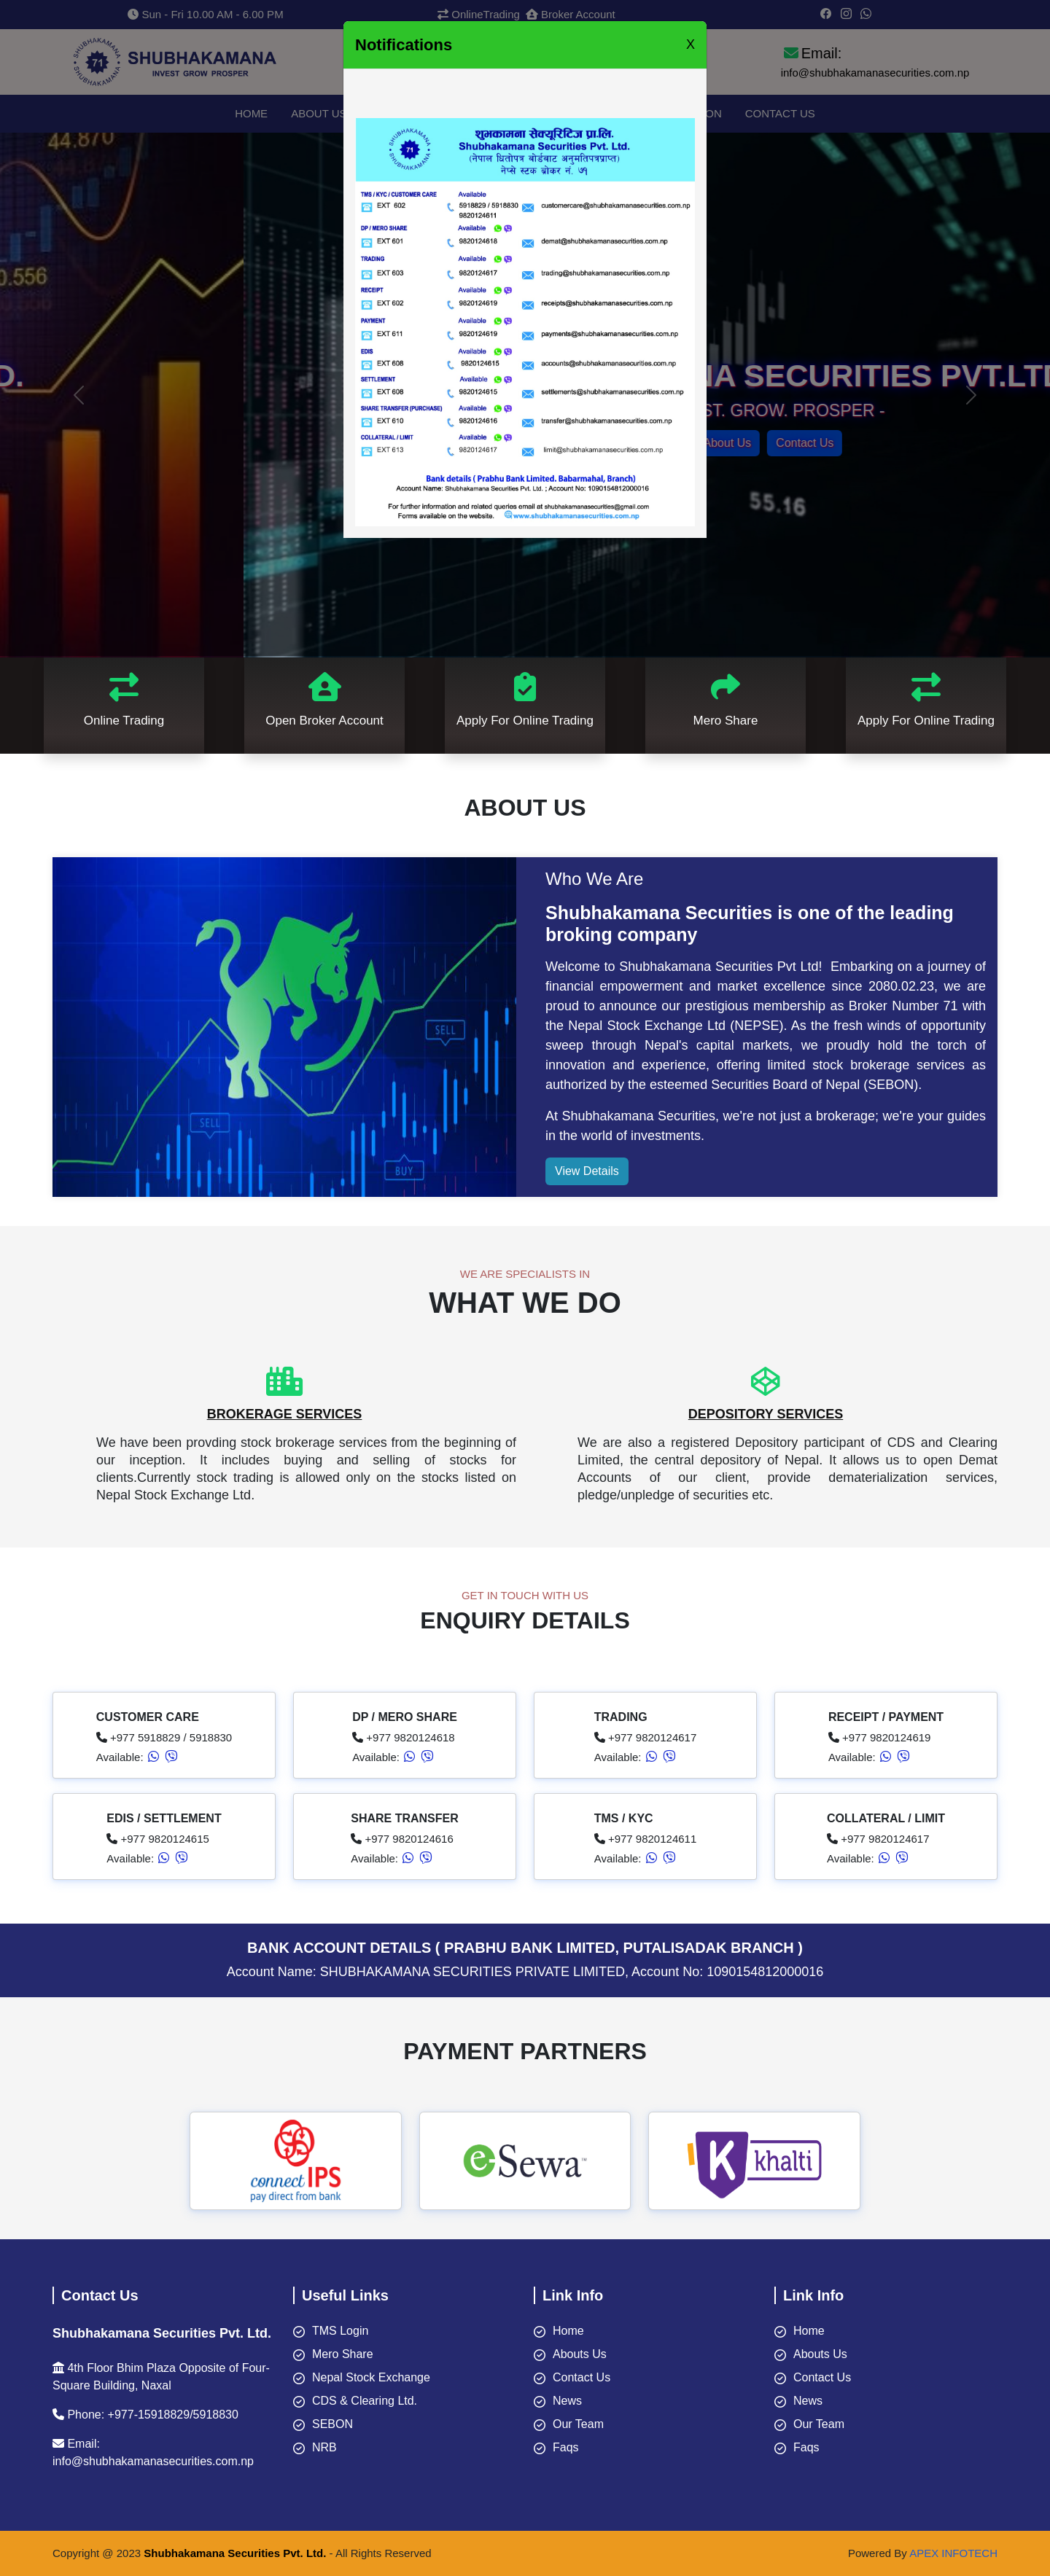 Sun - Fri 10.00 AM - 6.00 PM
OnlineTrading Broker Account
SHUBHAKAMANA
INVEST GROW PROSPER
71
Email:
info@shubhakamanasecurities.com.np
HOME ABOUT US ON CONTACT US
Notifications X
71
शुभकामना सेक्यूरिटिज प्रा.लि.
Shubhakamana Securities Pvt. Ltd.
(नेपाल धितोपत्र बोर्डबाट अनुमतिपत्रप्राप्त)
नेप्से स्टक ब्रोकर नं. ७१
TMS / KYC / CUSTOMER CARE Available
EXT 602 5918829 / 5918830 customercare@shubhakamanasecurities.com.np
9820124611
DP / MERO SHARE Available
EXT 601 9820124618 demat@shubhakamanasecurities.com.np
TRADING Available
EXT 603 9820124617 trading@shubhakamanasecurities.com.np
RECEIPT Available
EXT 602 9820124619 receipts@shubhakamanasecurities.com.np
PAYMENT Available
EXT 611 9820124619 payments@shubhakamanasecurities.com.np
EDIS Available
EXT 608 9820124615 accounts@shubhakamanasecurities.com.np
SETTLEMENT Available
EXT 608 9820124615 settlements@shubhakamanasecurities.com.np
SHARE TRANSFER (PURCHASE) Available
EXT 610 9820124616 transfer@shubhakamanasecurities.com.np
COLLATERAL / LIMIT Available
EXT 613 9820124617 limit@shubhakamanasecurities.com.np
Bank details ( Prabhu Bank Limited. Babarmahal, Branch)
Account Name: Shubhakamana Securities Pvt. Ltd. ; Account No: 1090154812000016
For further information and related queries email at shubhakamanasecurities@gmail.com
Forms available on the website. www.shubhakamanasecurities.com.np
44.870
0.556
D.
NA SECURITIES PVT.LTD
ST. GROW. PROSPER -
About Us Contact Us
55.16
Online Trading
Open Broker Account
Apply For Online Trading
Mero Share
Apply For Online Trading
ABOUT US
SELL
SELL
BUY
Who We Are
Shubhakamana Securities is one of the leading
broking company
Welcome to Shubhakamana Securities Pvt Ltd! Embarking on a journey of
financial empowerment and market excellence since 2080.02.23, we are
proud to announce our prestigious membership as Broker Number 71 with
the Nepal Stock Exchange Ltd (NEPSE). As the fresh winds of opportunity
sweep through Nepal's capital markets, we proudly hold the torch of
innovation and experience, offering limited stock brokerage services as
authorized by the esteemed Securities Board of Nepal (SEBON).
At Shubhakamana Securities, we're not just a brokerage; we're your guides
in the world of investments.
View Details
WE ARE SPECIALISTS IN
WHAT WE DO
BROKERAGE SERVICES
We have been provding stock brokerage services from the beginning of
our inception. It includes buying and selling of stocks for
clients.Currently stock trading is allowed only on the stocks listed on
Nepal Stock Exchange Ltd.
DEPOSITORY SERVICES
We are also a registered Depository participant of CDS and Clearing
Limited, the central depository of Nepal. It allows us to open Demat
Accounts of our client, provide dematerialization services,
pledge/unpledge of securities etc.
GET IN TOUCH WITH US
ENQUIRY DETAILS
CUSTOMER CARE
+977 5918829 / 5918830
Available:
DP / MERO SHARE
+977 9820124618
Available:
TRADING
+977 9820124617
Available:
RECEIPT / PAYMENT
+977 9820124619
Available:
EDIS / SETTLEMENT
+977 9820124615
Available:
SHARE TRANSFER
+977 9820124616
Available:
TMS / KYC
+977 9820124611
Available:
COLLATERAL / LIMIT
+977 9820124617
Available:
BANK ACCOUNT DETAILS ( PRABHU BANK LIMITED, PUTALISADAK BRANCH )
Account Name: SHUBHAKAMANA SECURITIES PRIVATE LIMITED, Account No: 1090154812000016
PAYMENT PARTNERS
connect IPS
pay direct from bank
e-Sewa™
K khalti
Contact Us
Shubhakamana Securities Pvt. Ltd.
4th Floor Bhim Plaza Opposite of Four-
Square Building, Naxal
Phone: +977-15918829/5918830
Email:
info@shubhakamanasecurities.com.np
Useful Links
TMS Login
Mero Share
Nepal Stock Exchange
CDS & Clearing Ltd.
SEBON
NRB
Link Info
Home
Abouts Us
Contact Us
News
Our Team
Faqs
Link Info
Home
Abouts Us
Contact Us
News
Our Team
Faqs
Copyright @ 2023 Shubhakamana Securities Pvt. Ltd. - All Rights Reserved
Powered By APEX INFOTECH